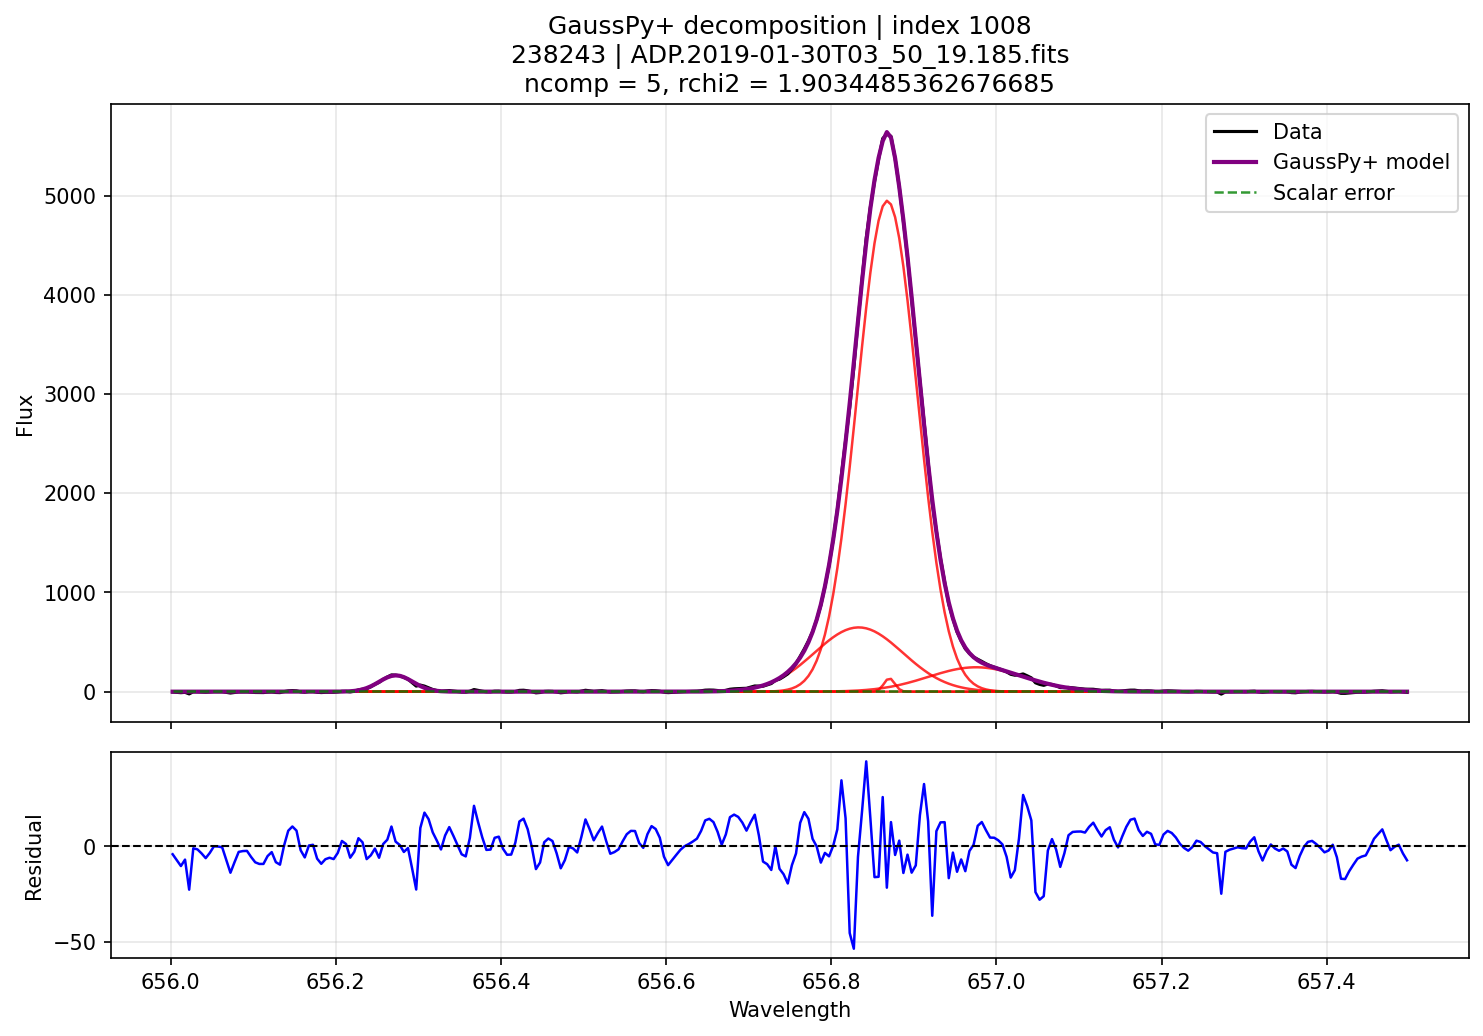 GaussPy+ decomposition | index 1008
238243 | ADP.2019-01-30T03_50_19.185.fits
ncomp = 5, rchi2 = 1.9034485362676685
Data
GaussPy+ model
Scalar error
Flux
5000
4000
3000
2000
1000
0
Residual
0
−50
656.0 656.2 656.4 656.6 656.8 657.0 657.2 657.4
Wavelength